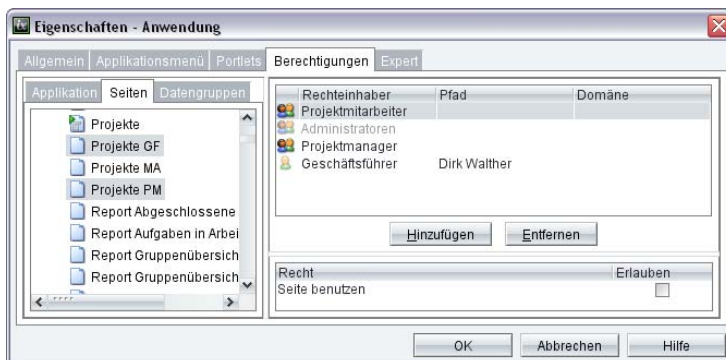 Eigenschaften - Anwendung
Allgemein Applikationsmenü Portlets Berechtigungen Expert
Applikation Seiten Datengruppen
Projekte
Projekte GF
Projekte MA
Projekte PM
Report Abgeschlossene
Report Aufgaben in Arbei
Report Gruppenübersich
Report Gruppenübersich
Rechteinhaber Pfad Domäne
Projektmitarbeiter
Administratoren
Projektmanager
Geschäftsführer Dirk Walther
Hinzufügen Entfernen
Recht Erlauben
Seite benutzen
OK Abbrechen Hilfe